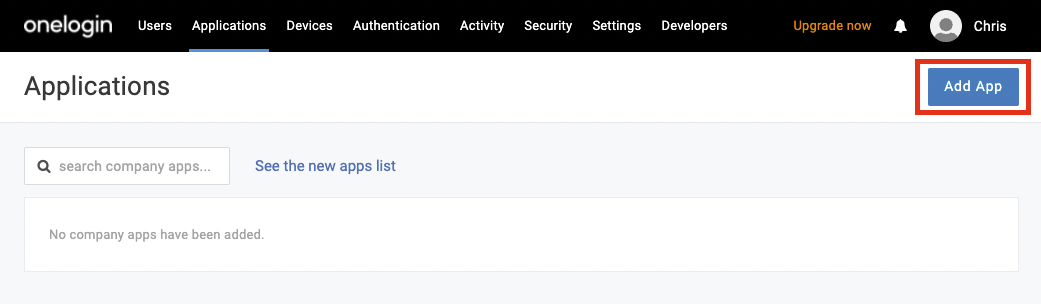 onelogin Users Applications Devices Authentication Activity Security Settings Developers Upgrade now Chris
Applications Add App
search company apps... See the new apps list
No company apps have been added.